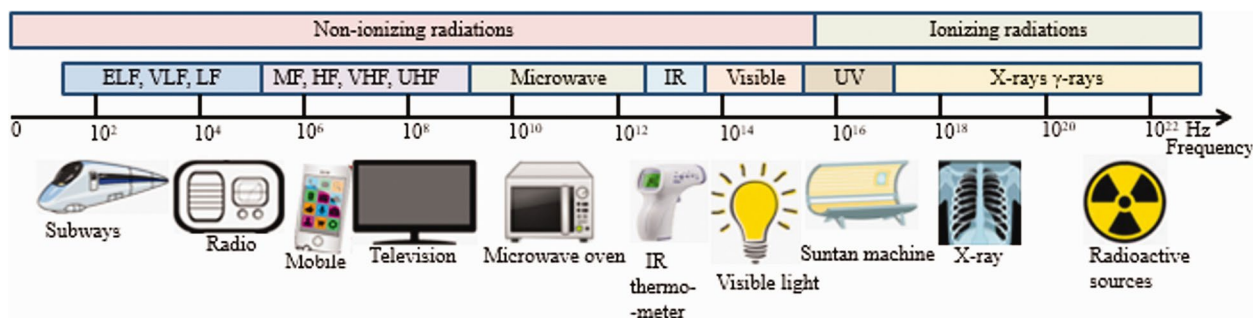 Non-ionizing radiations Ionizing radiations
ELF, VLF, LF MF, HF, VHF, UHF Microwave IR Visible UV X-rays γ-rays
0 10² 10⁴ 10⁶ 10⁸ 10¹⁰ 10¹² 10¹⁴ 10¹⁶ 10¹⁸ 10²⁰ 10²² Hz
Frequency
Subways
Radio
Mobile
Television
Microwave oven
IR
thermo-
-meter
Visible light
Suntan machine
X-ray
Radioactive
sources